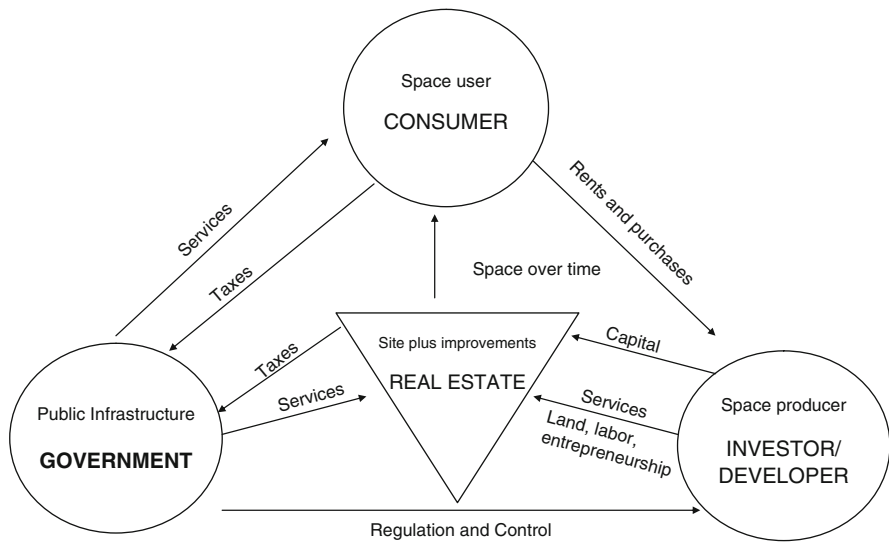 Space user
CONSUMER
Services
Taxes
Rents and purchases
Space over time
Taxes
Services
Site plus improvements
REAL ESTATE
Capital
Services
Land, labor,
entrepreneurship
Public Infrastructure
GOVERNMENT
Space producer
INVESTOR/
DEVELOPER
Regulation and Control